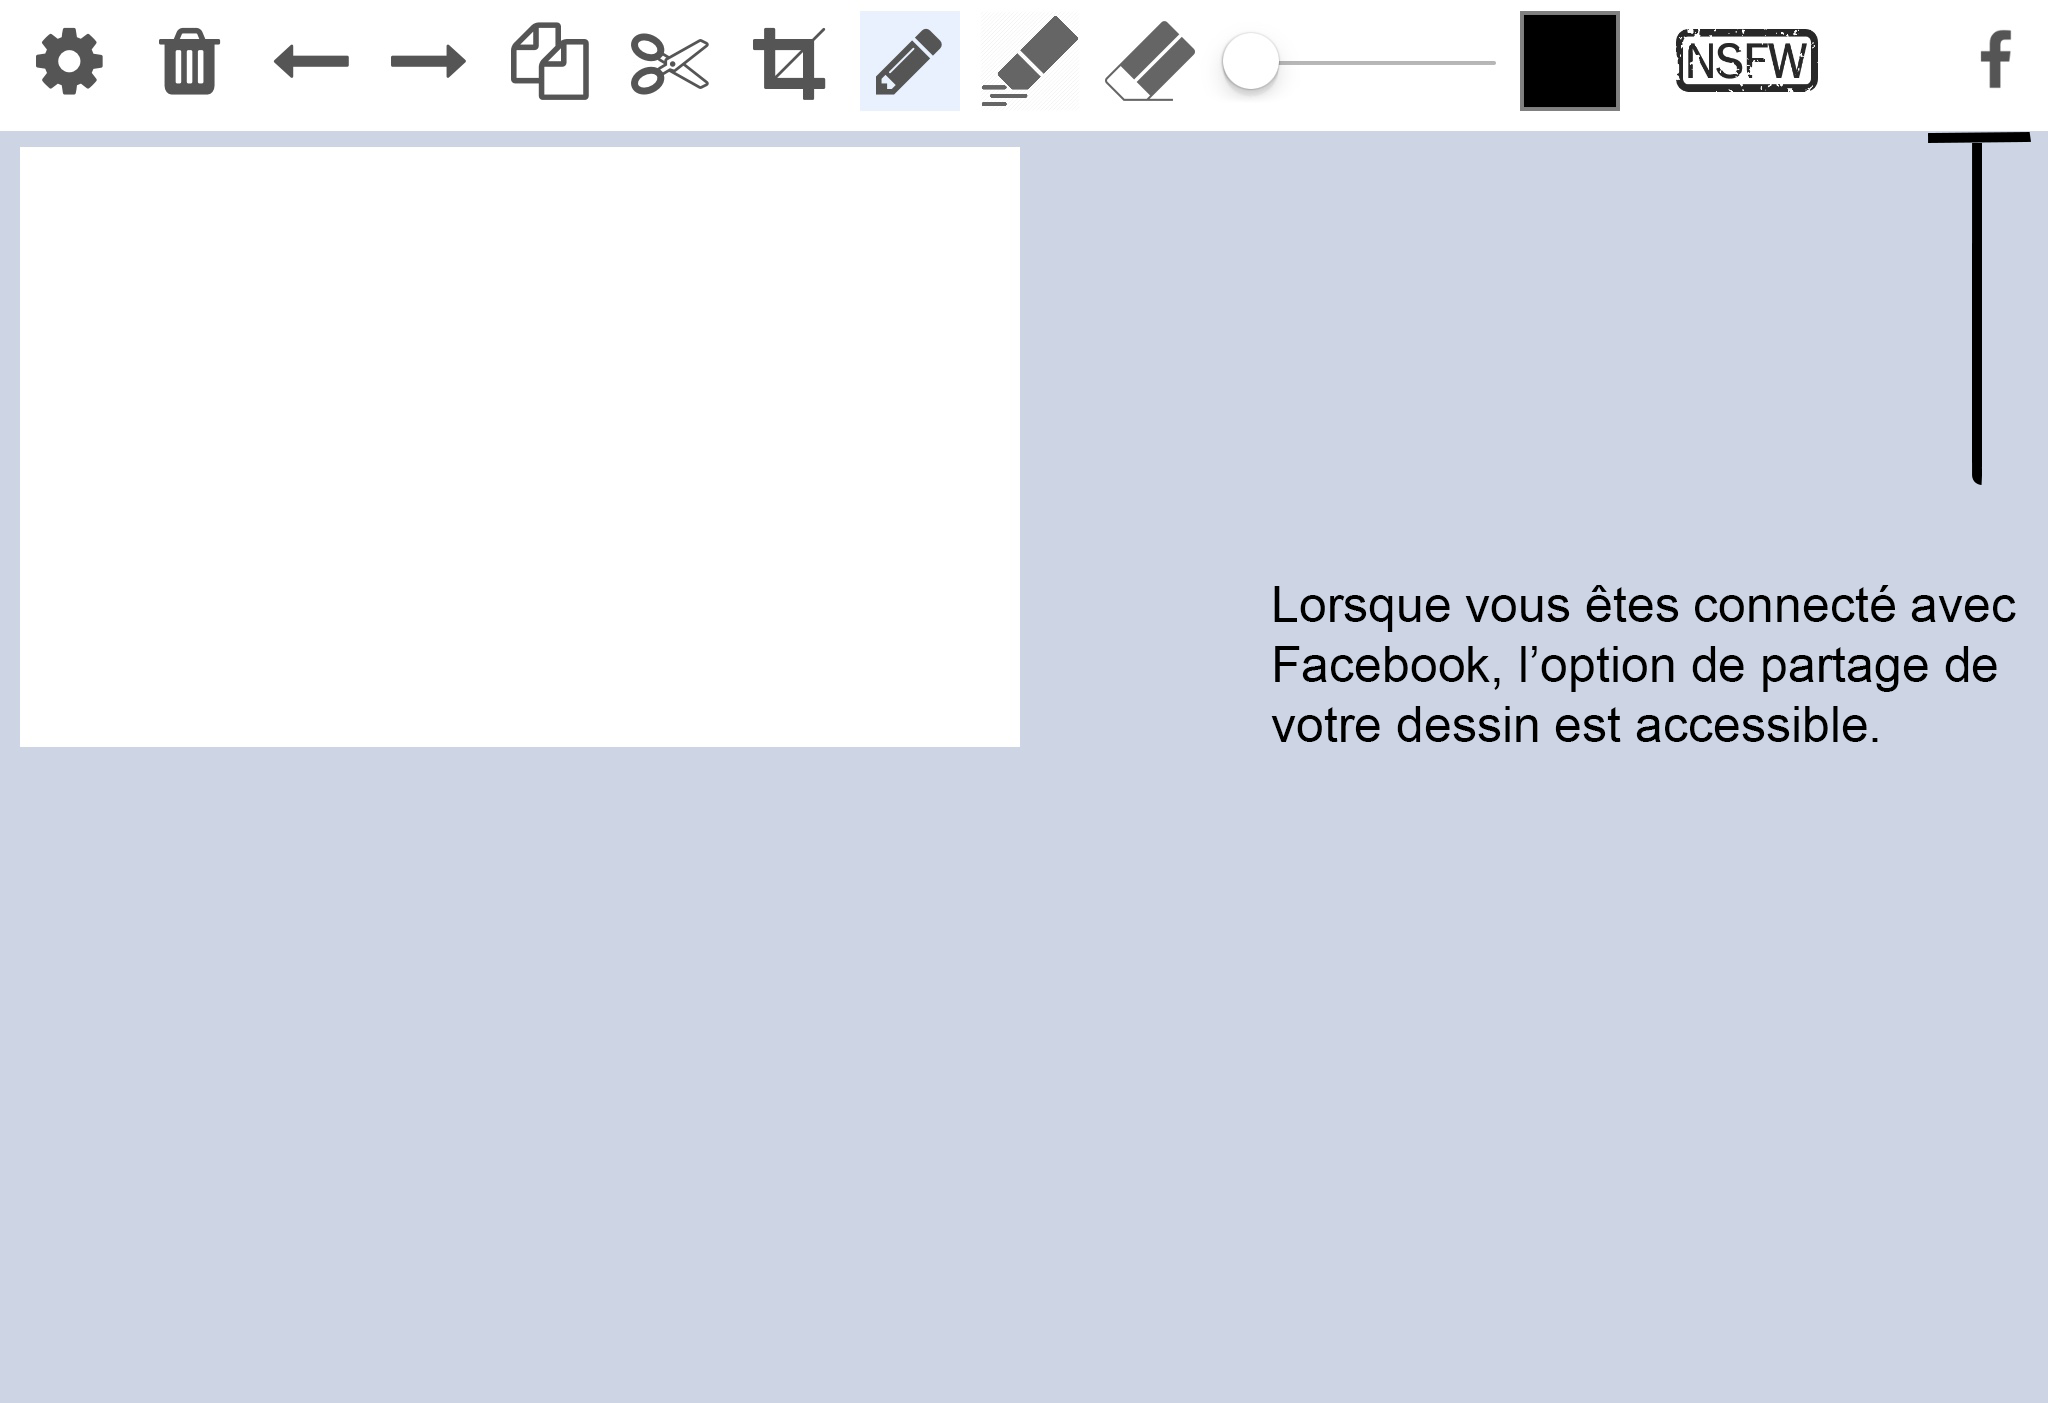 NSFW
Lorsque vous êtes connecté avec
Facebook, l’option de partage de
votre dessin est accessible.